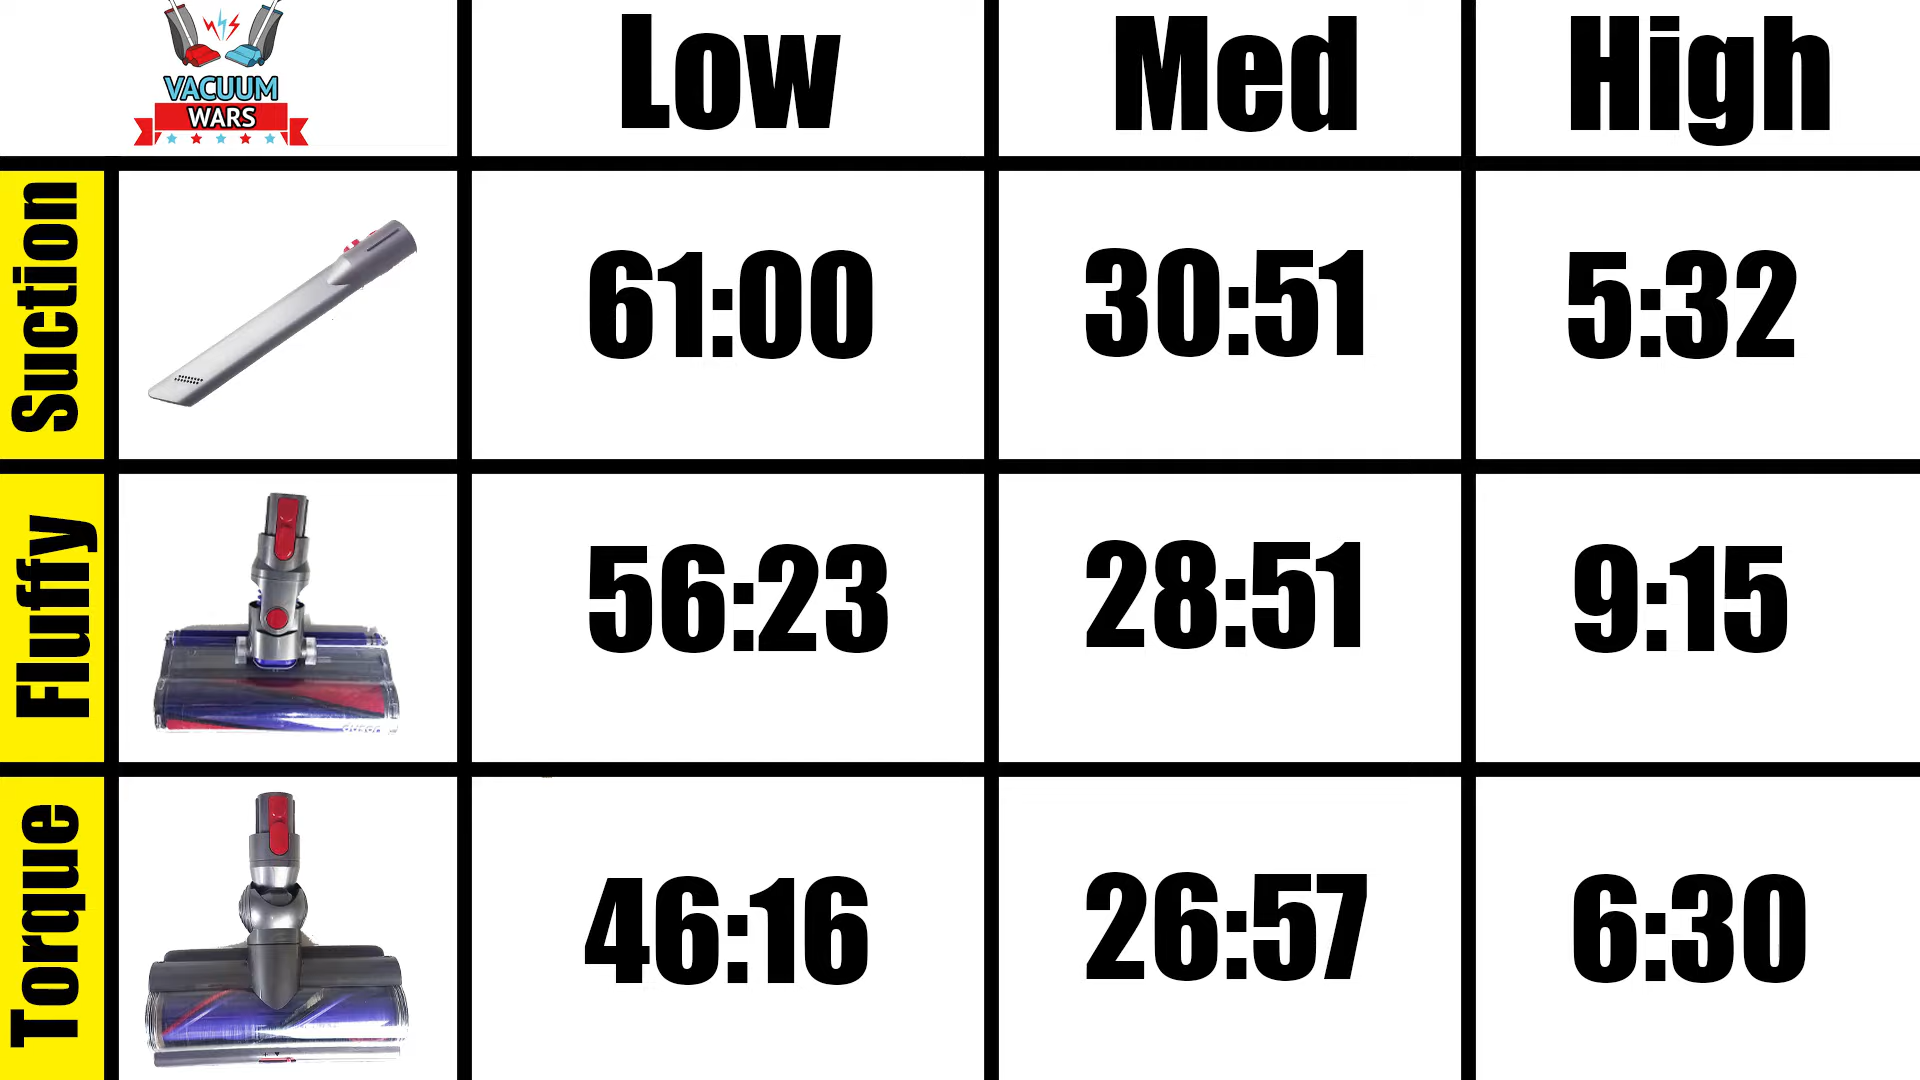 VACUUM
WARS
Low
Med
High
Suction
61:00
30:51
5:32
Fluffy
56:23
28:51
9:15
dyson
Torque
46:16
26:57
6:30